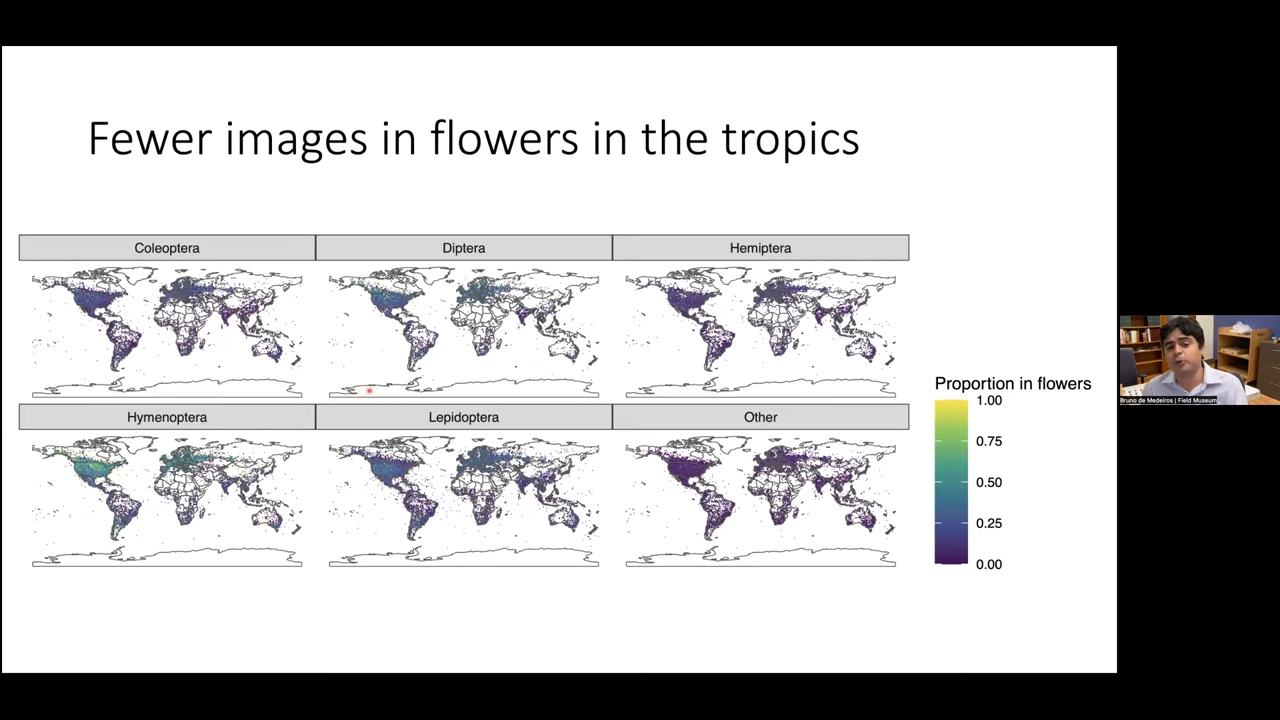 Fewer images in flowers in the tropics
Coleoptera
Diptera
Hemiptera
Hymenoptera
Lepidoptera
Other
Proportion in flowers
1.00
0.75
0.50
0.25
0.00
Bruno de Medeiros | Field Museum